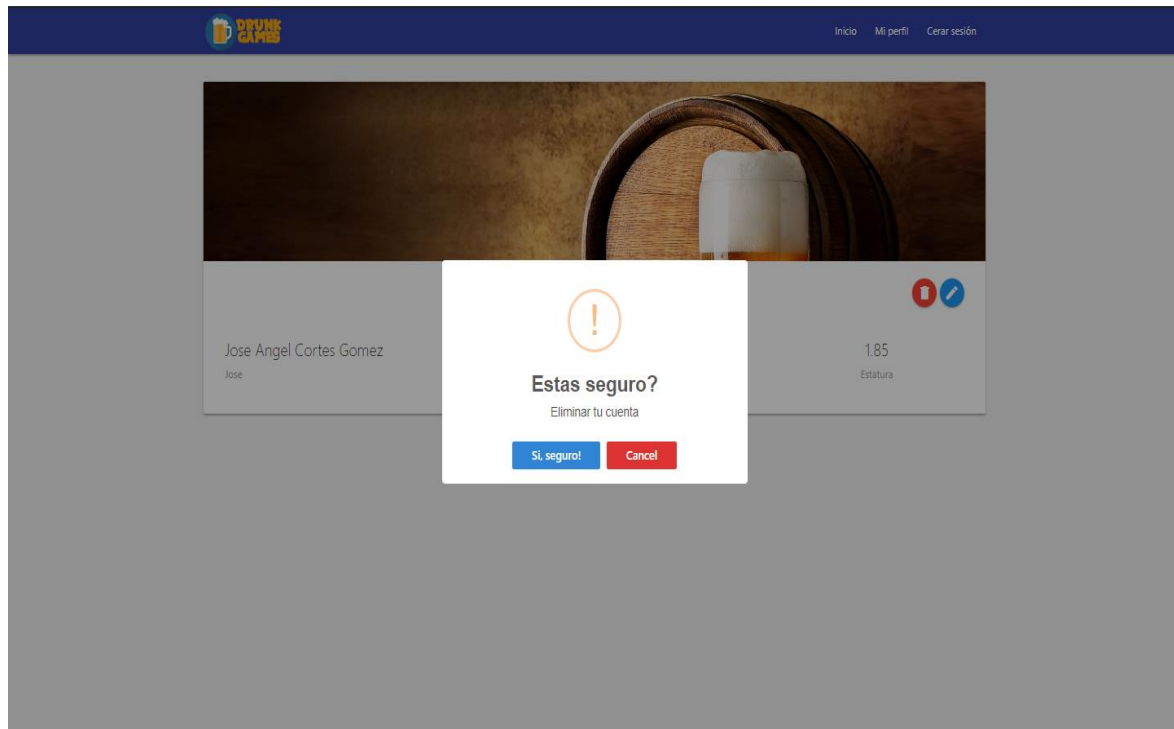 DRUNK
GAMES
Inicio Mi perfil Cerar sesión
Jose Angel Cortes Gomez
Jose
1.85
Estatura
!
Estas seguro?
Eliminar tu cuenta
Si, seguro! Cancel